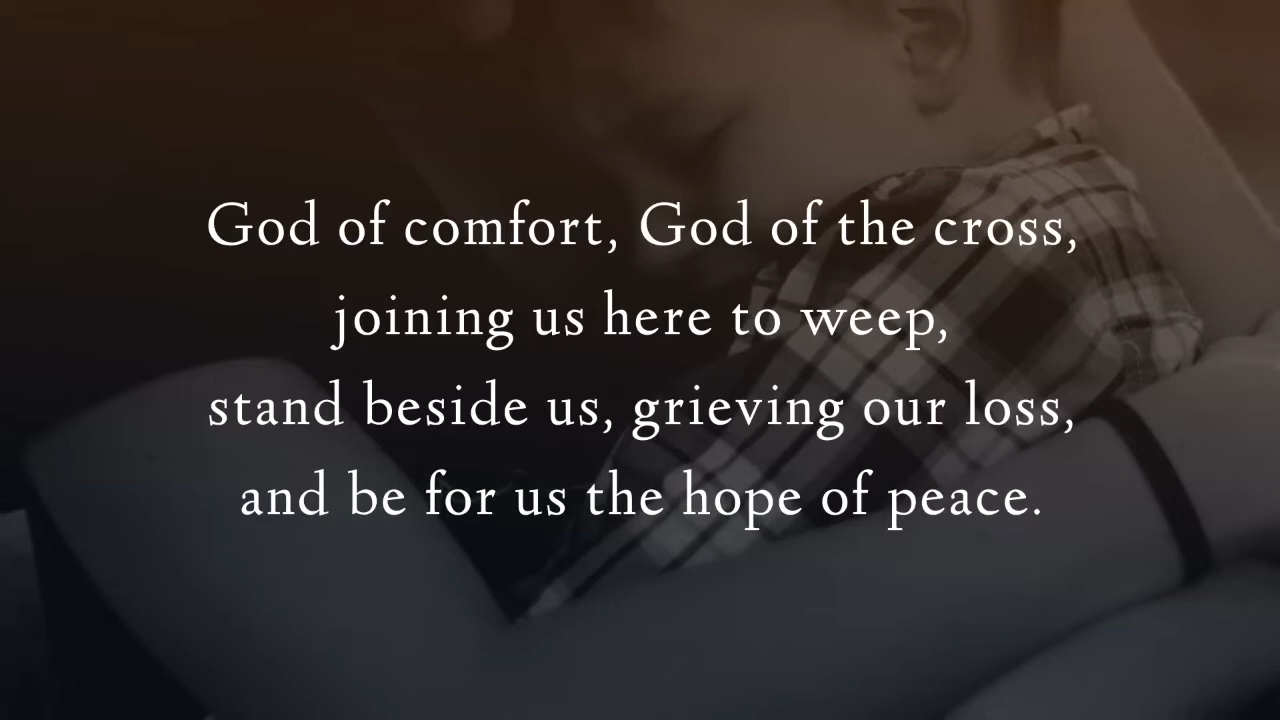 God of comfort, God of the cross,
joining us here to weep,
stand beside us, grieving our loss,
and be for us the hope of peace.